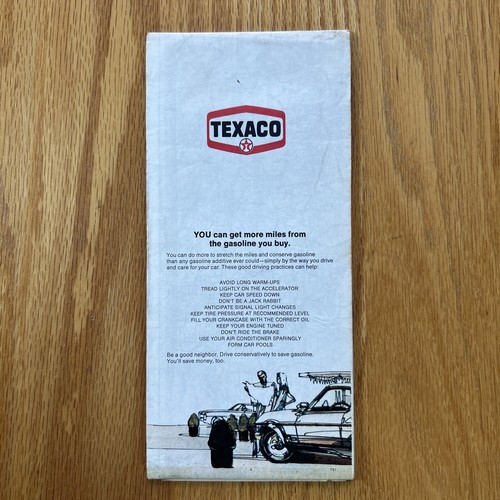 TEXACO
YOU can get more miles from
the gasoline you buy.
You can do more to stretch the miles and conserve gasoline
than any gasoline additive ever could—simply by the way you drive
and care for your car. These good driving practices can help:
AVOID LONG WARM-UPS
TREAD LIGHTLY ON THE ACCELERATOR
KEEP CAR SPEED DOWN
DON'T BE A JACK RABBIT
ANTICIPATE SIGNAL LIGHT CHANGES
KEEP TIRE PRESSURE AT RECOMMENDED LEVEL
FILL YOUR CRANKCASE WITH THE CORRECT OIL
KEEP YOUR ENGINE TUNED
DON'T RIDE THE BRAKE
USE YOUR AIR CONDITIONER SPARINGLY
FORM CAR POOLS
Be a good neighbor. Drive conservatively to save gasoline.
You'll save money, too.